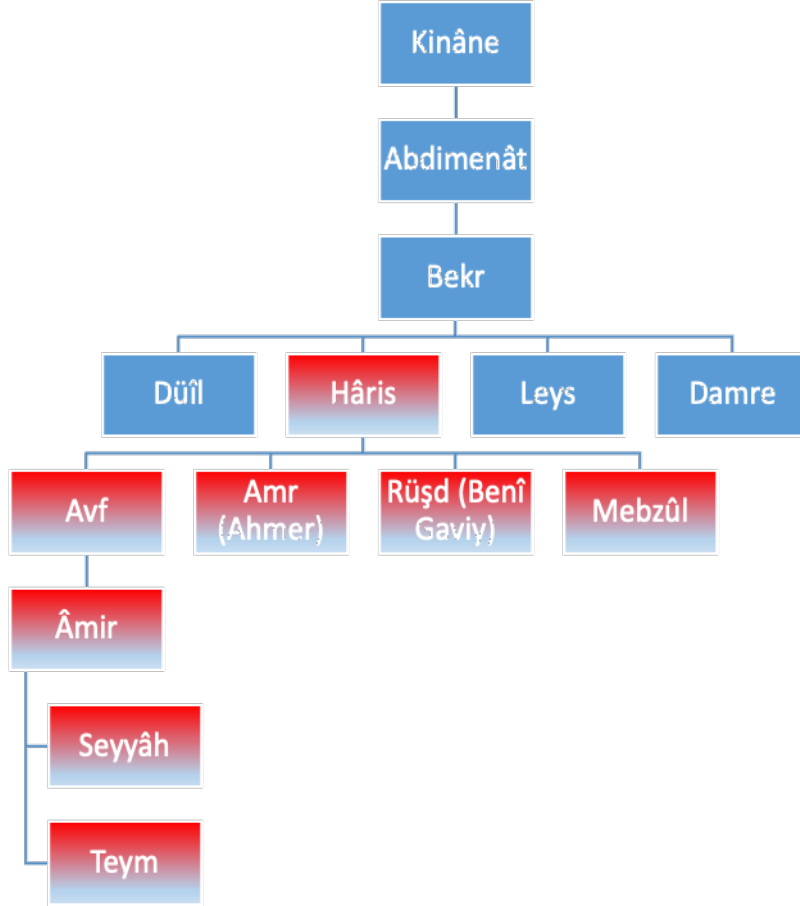 Kinâne
Abdimenât
Bekr
Düîl
Hâris
Leys
Damre
Avf
Amr
(Ahmer)
Rüşd (Benî
Gaviy)
Mebzûl
Âmir
Seyyâh
Teym